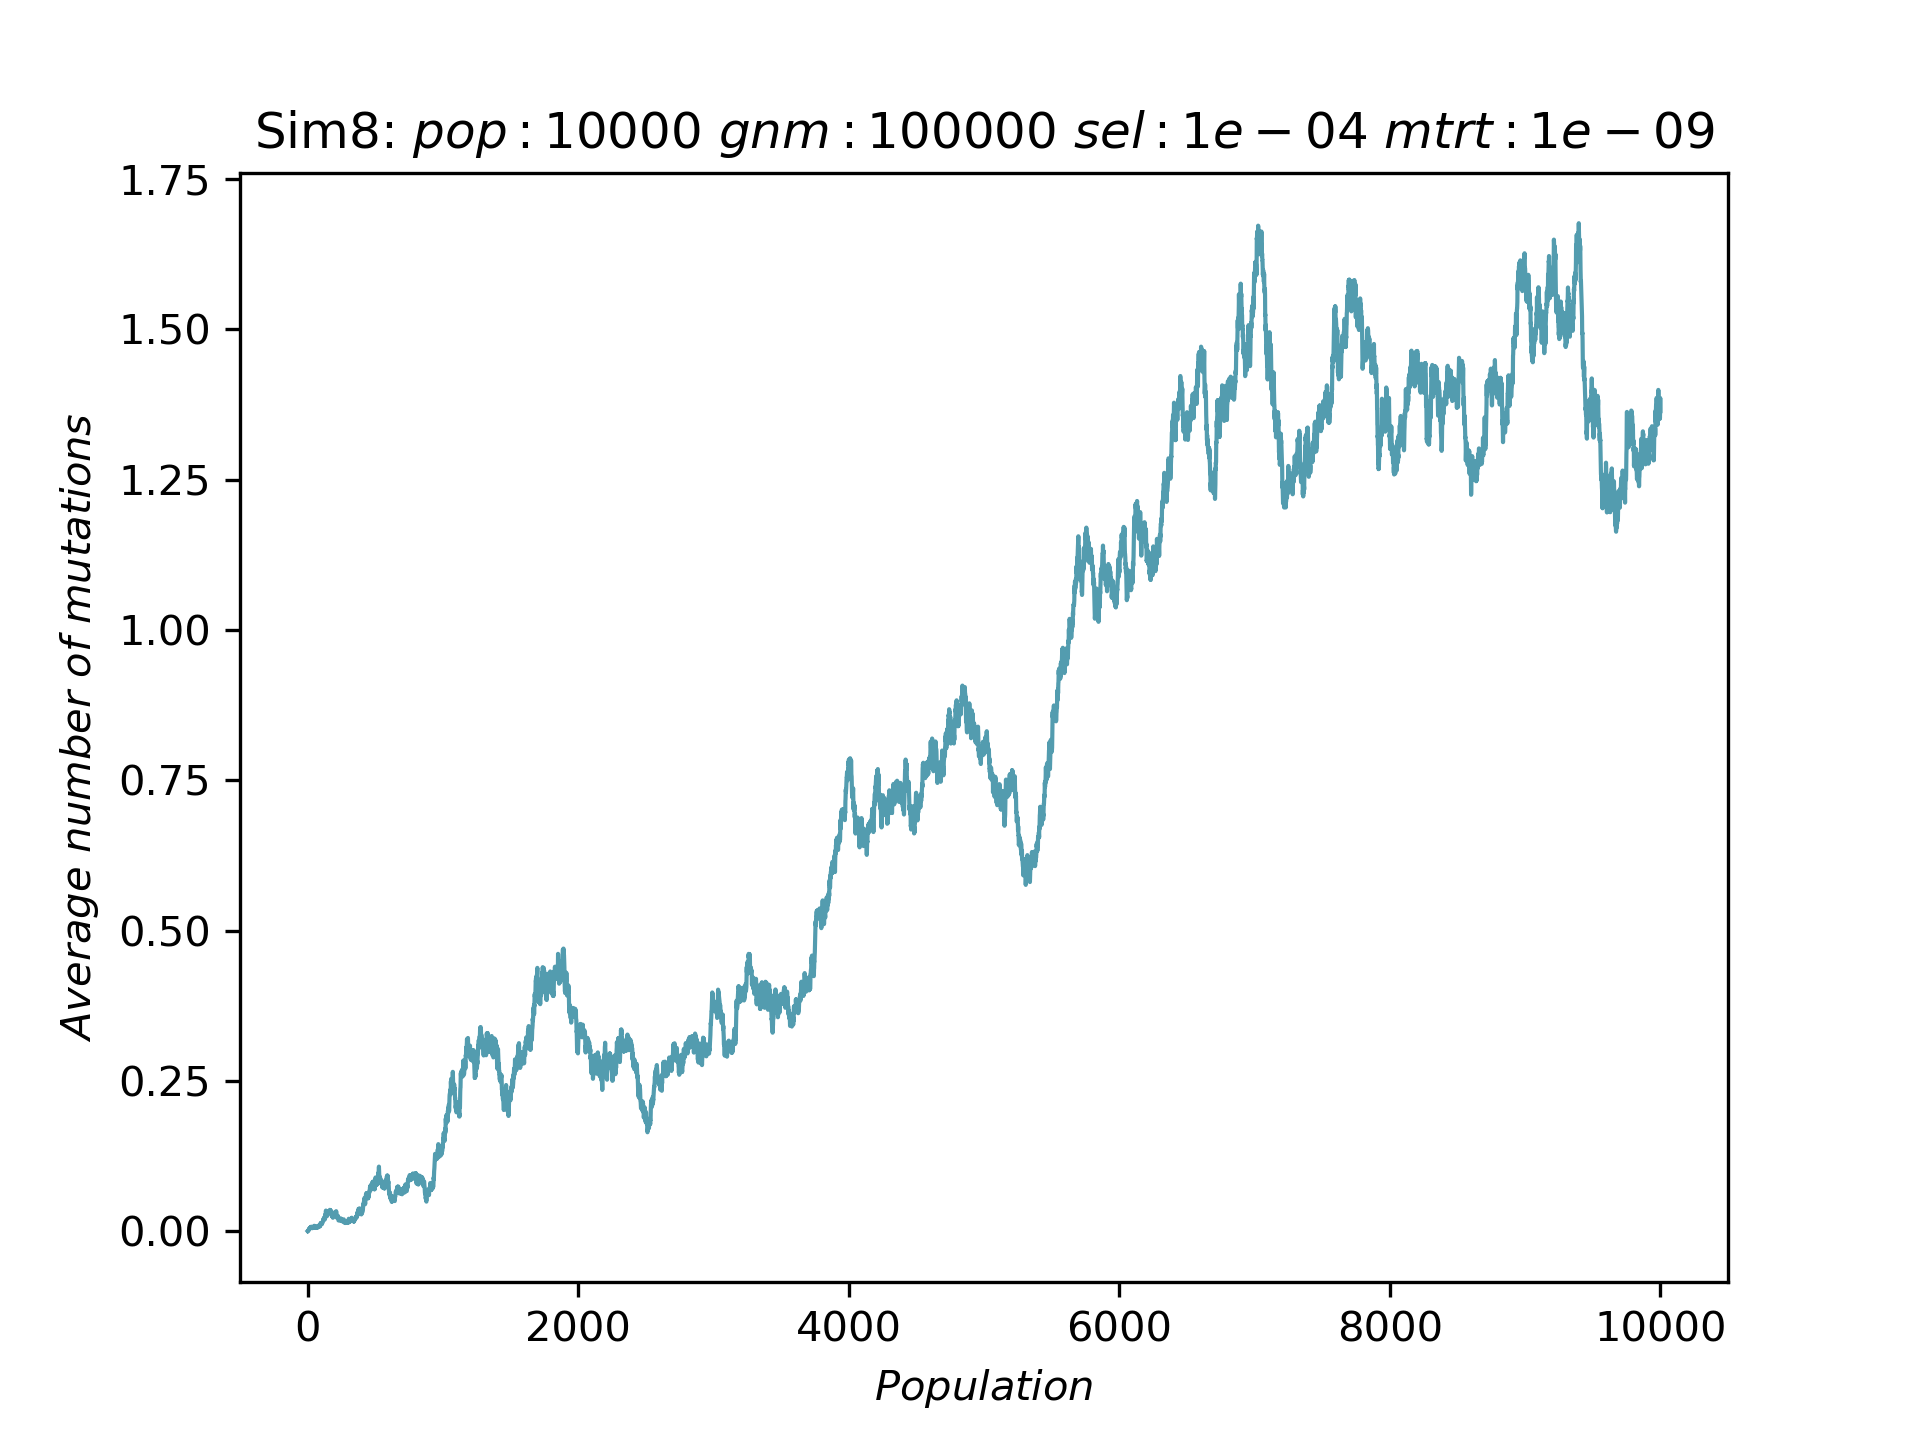 Sim8: pop : 10000 gnm : 100000 sel : 1e − 04 mtrt : 1e − 09
1.75
1.50
1.25
1.00
0.75
0.50
0.25
0.00
Average number of mutations
0 2000 4000 6000 8000 10000
Population